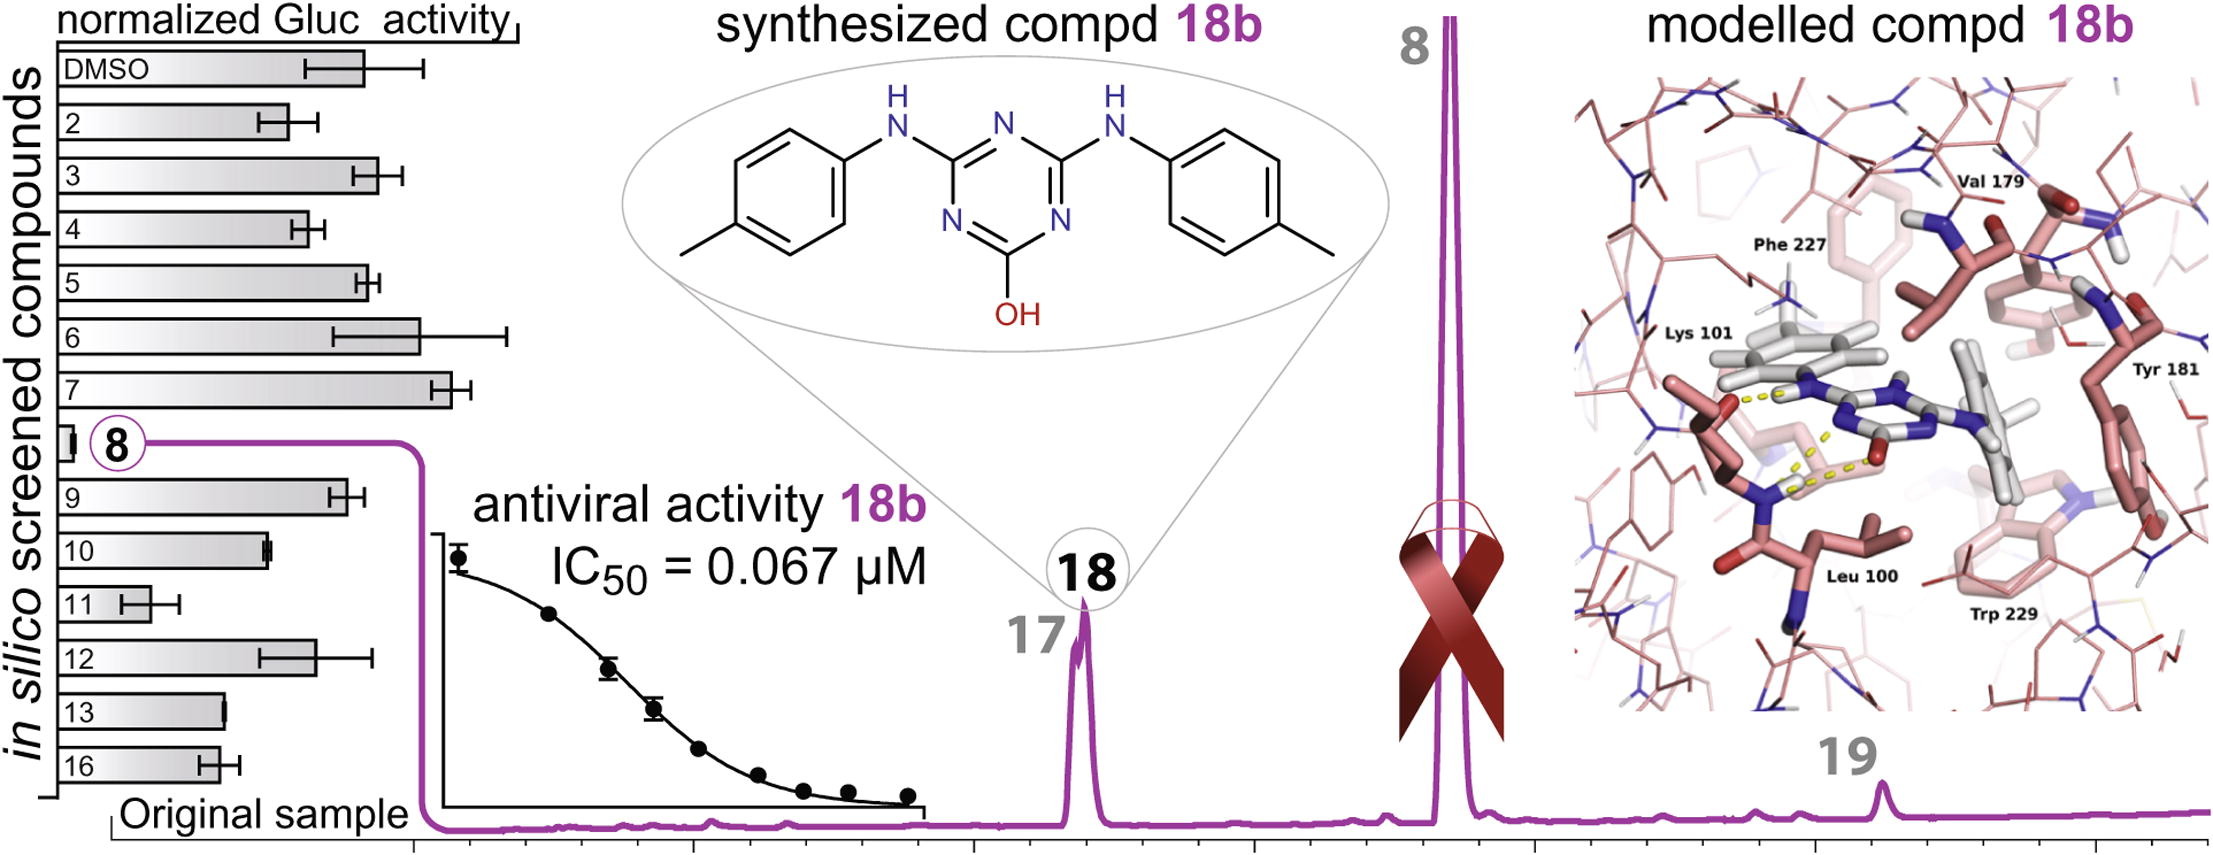 normalized Gluc activity
in silico screened compounds
DMSO
2
3
4
5
6
7
8
9
10
11
12
13
16
Original sample
antiviral activity 18b
IC50 = 0.067 µM
synthesized compd 18b
H
N
N
H
N
N
N
OH
17
18
8
19
modelled compd 18b
Val 179
Phe 227
Lys 101
Tyr 181
Leu 100
Trp 229